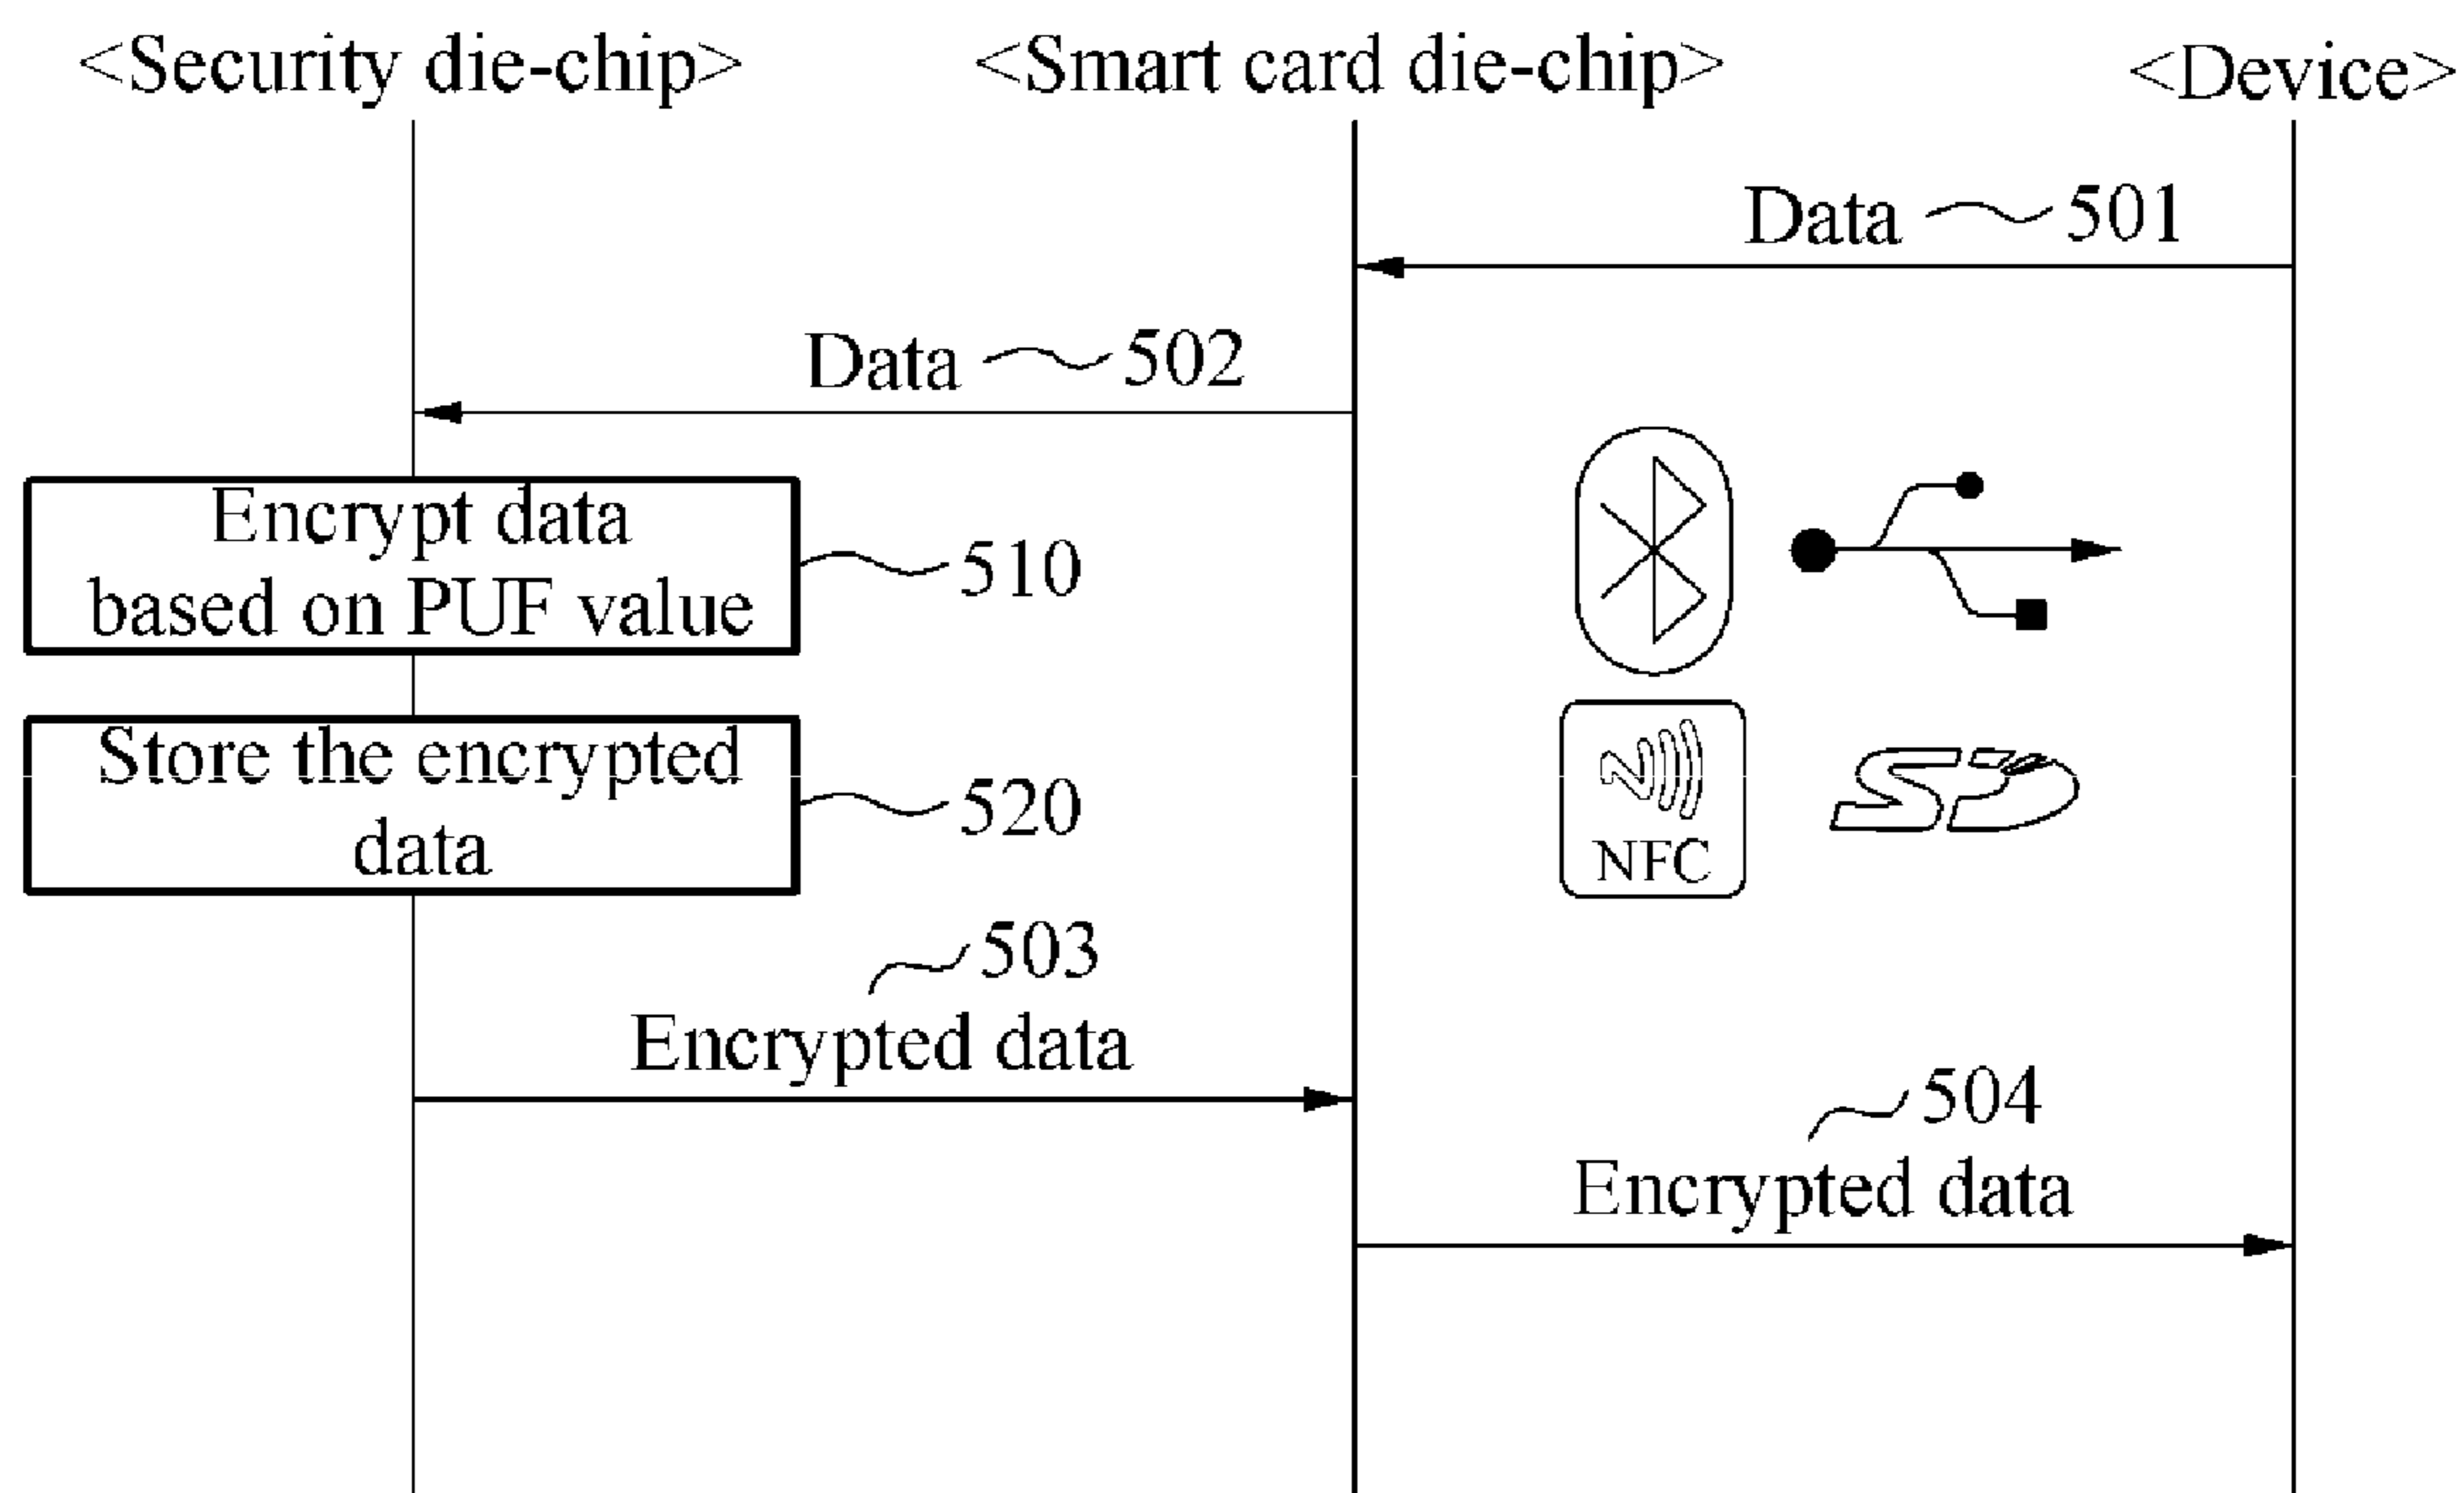 <Security die-chip>
<Smart card die-chip>
<Device>
Data 501
Data 502
Encrypt data
based on PUF value
510
Store the encrypted
data
520
NFC
SD
503
Encrypted data
504
Encrypted data